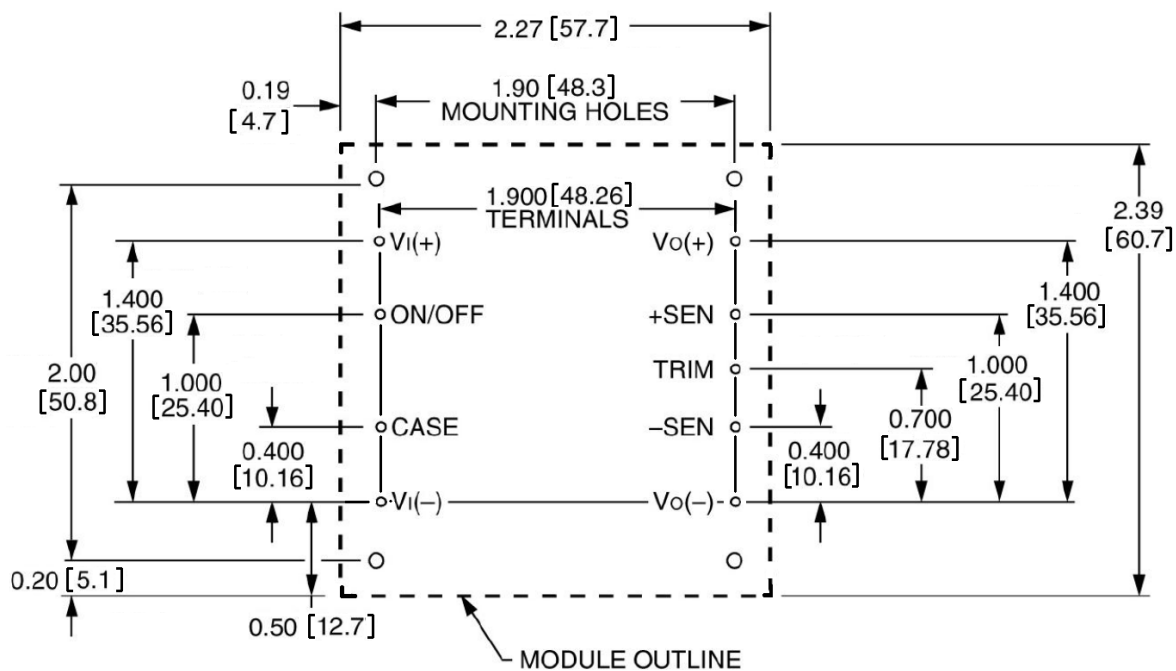 2.27 [57.7]
0.19
[4.7]
1.90 [48.3]
MOUNTING HOLES
1.900 [48.26]
TERMINALS
2.39
[60.7]
VI(+)
VO(+)
1.400
[35.56]
1.400
[35.56]
ON/OFF
+SEN
2.00
[50.8]
1.000
[25.40]
TRIM
1.000
[25.40]
CASE
–SEN
0.700
[17.78]
0.400
[10.16]
0.400
[10.16]
VI(–)
VO(–)
0.20 [5.1]
0.50 [12.7]
MODULE OUTLINE